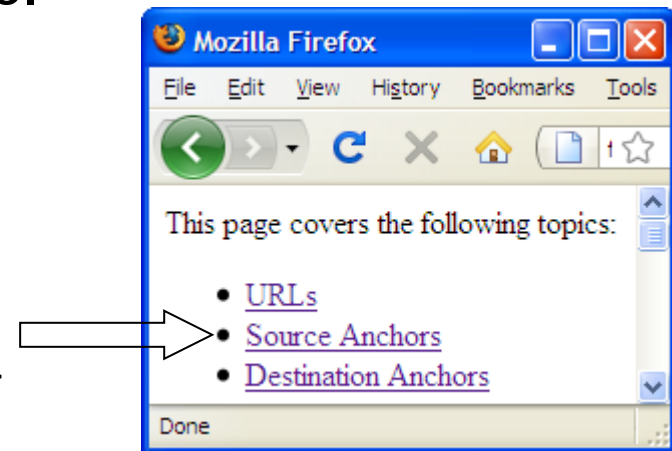 Mozilla Firefox
File Edit View History Bookmarks Tools
This page covers the following topics:
• URLs
• Source Anchors
• Destination Anchors
Done